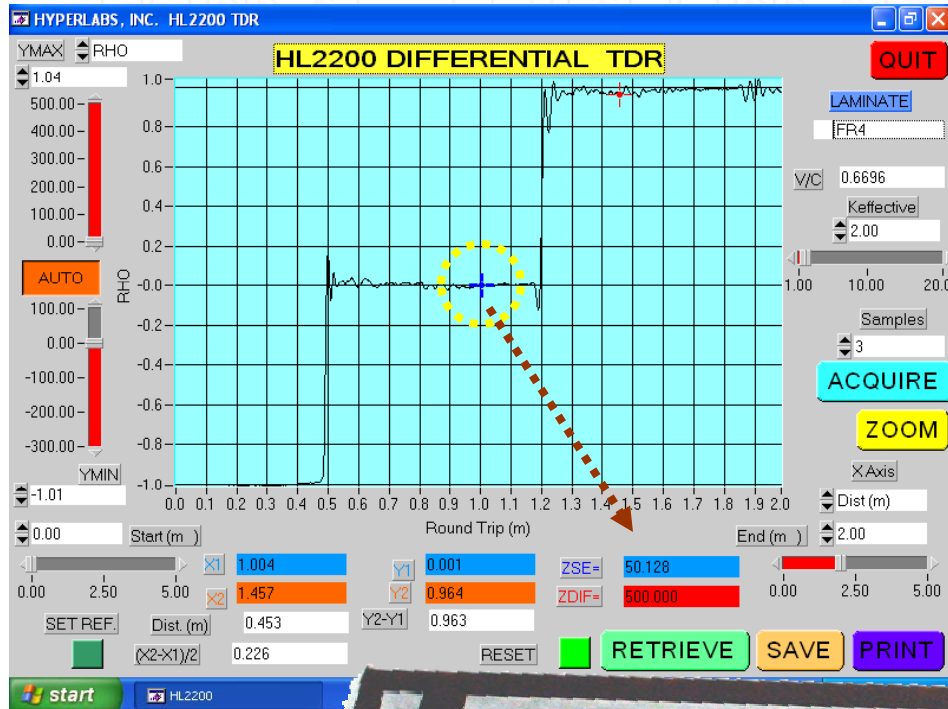 HYPERLABS, INC. HL2200 TDR
YMAX RHO
1.04
HL2200 DIFFERENTIAL TDR
QUIT
LAMINATE
FR4
V/C 0.6696
Keffective
2.00
1.00 10.00 20.0
Samples
3
ACQUIRE
ZOOM
X Axis
Dist (m)
End (m ) 2.00
0.00 2.50 5.00
500.00
400.00
300.00
200.00
100.00
0.00
AUTO
100.00
0.00
-100.00
-200.00
-300.00
YMIN
-1.01
0.00 Start (m )
0.00 2.50 5.00
RHO
1.0
0.8
0.6
0.4
0.2
-0.0
-0.2
-0.4
-0.6
-0.8
-1.0
0.0 0.1 0.2 0.3 0.4 0.5 0.6 0.7 0.8 0.9 1.0 1.1 1.2 1.3 1.4 1.5 1.6 1.7 1.8 1.9 2.0
Round Trip (m)
X1 1.004 Y1 0.001 ZSE= 50.128
X2 1.457 Y2 0.964 ZDIF= 500.000
SET REF. Dist. (m) 0.453 Y2-Y1 0.963
(X2-X1)/2 0.226 RESET RETRIEVE SAVE PRINT
start HL2200